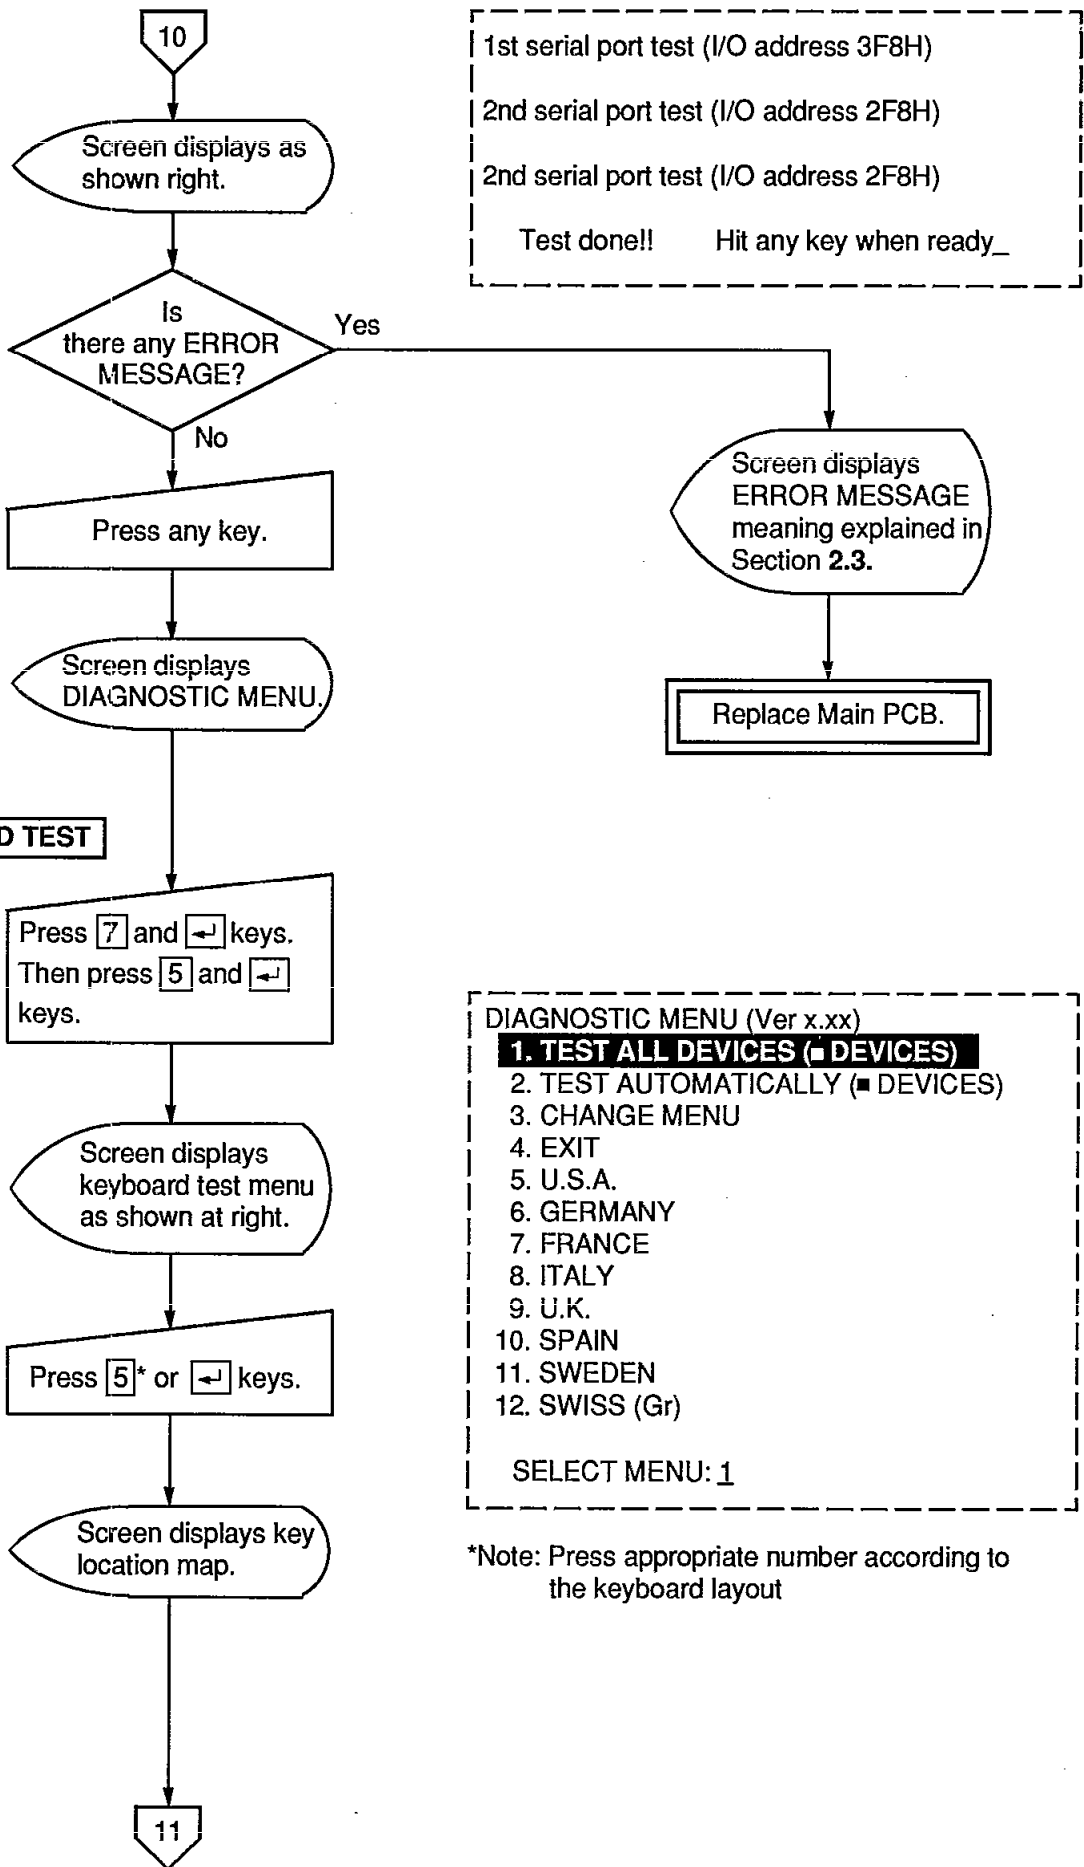 10
1st serial port test (I/O address 3F8H)
2nd serial port test (I/O address 2F8H)
2nd serial port test (I/O address 2F8H)
Test done!! Hit any key when ready_
Screen displays as
shown right.
Is
there any ERROR
MESSAGE?
Yes
No
Screen displays
ERROR MESSAGE
meaning explained in
Section 2.3.
Replace Main PCB.
Press any key.
Screen displays
DIAGNOSTIC MENU.
D TEST
Press 7 and ↵ keys.
Then press 5 and ↵
keys.
Screen displays
keyboard test menu
as shown at right.
Press 5* or ↵ keys.
Screen displays key
location map.
DIAGNOSTIC MENU (Ver x.xx)
1. TEST ALL DEVICES (■ DEVICES)
2. TEST AUTOMATICALLY (■ DEVICES)
3. CHANGE MENU
4. EXIT
5. U.S.A.
6. GERMANY
7. FRANCE
8. ITALY
9. U.K.
10. SPAIN
11. SWEDEN
12. SWISS (Gr)
SELECT MENU: 1
*Note: Press appropriate number according to
the keyboard layout
11